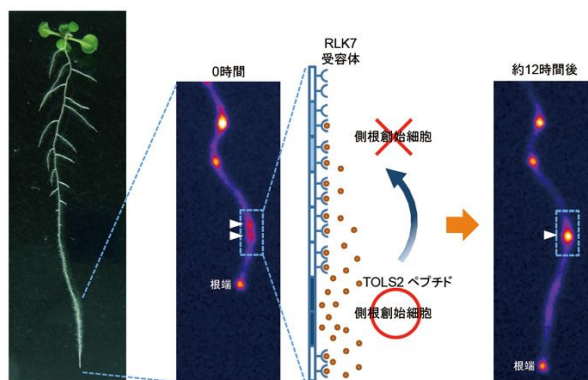 RLK7
受容体
0時間
約12時間後
側根創始細胞
TOLS2 ペプチド
側根創始細胞
根端
根端